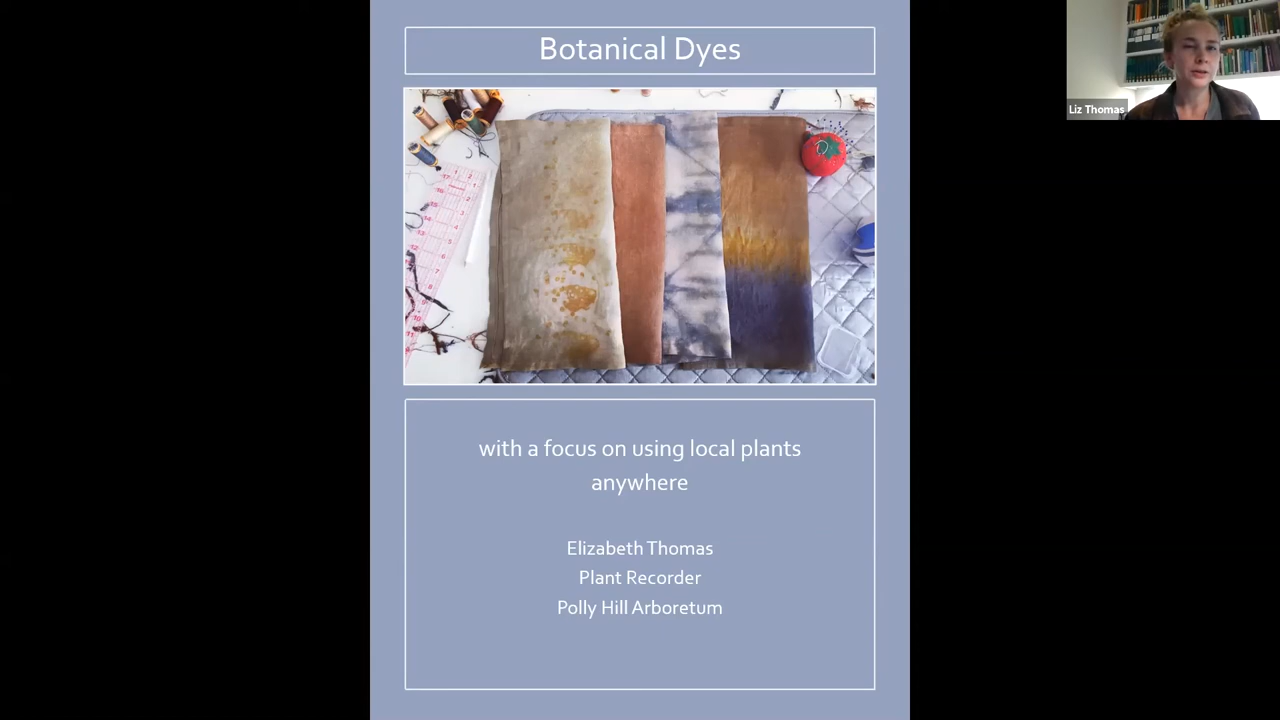 Botanical Dyes
Liz Thomas
with a focus on using local plants
anywhere
Elizabeth Thomas
Plant Recorder
Polly Hill Arboretum